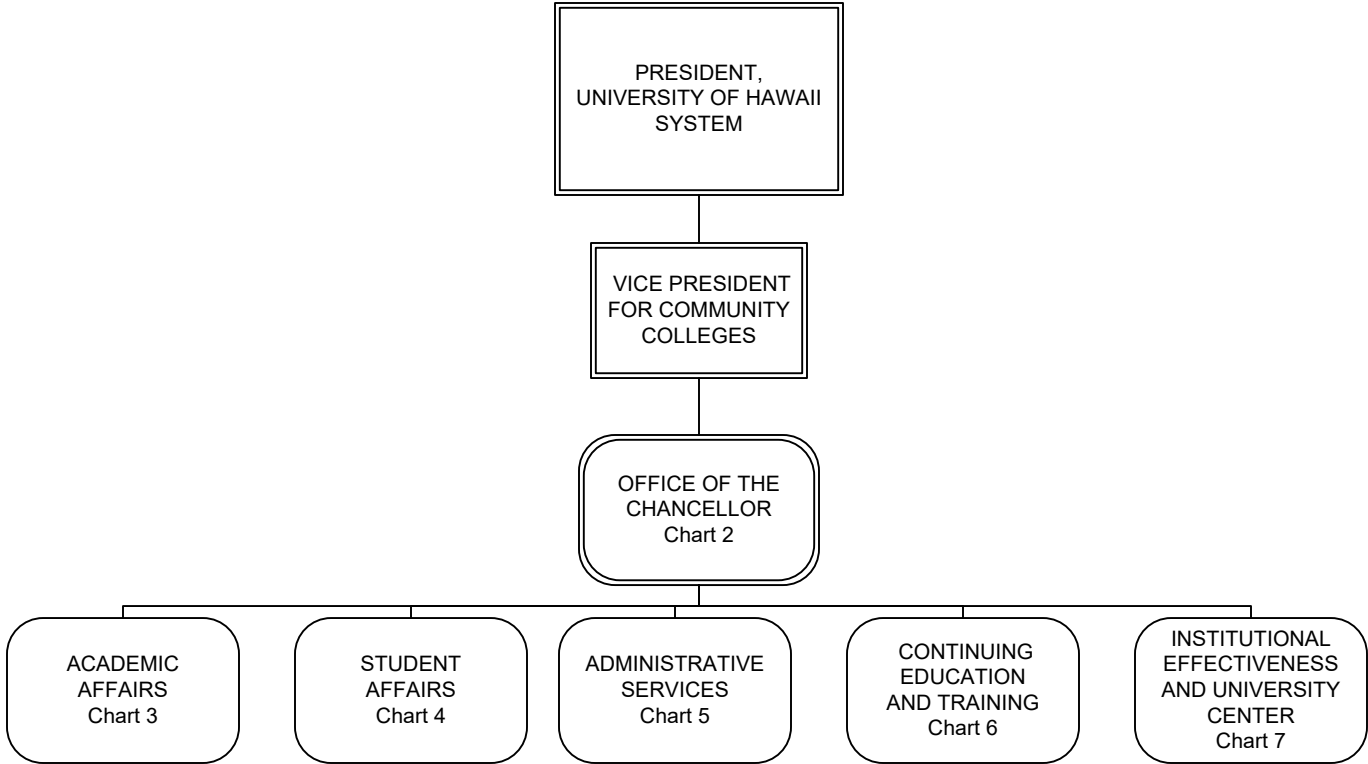 PRESIDENT,
UNIVERSITY OF HAWAII
SYSTEM
VICE PRESIDENT
FOR COMMUNITY
COLLEGES
OFFICE OF THE
CHANCELLOR
Chart 2
ACADEMIC
AFFAIRS
Chart 3
STUDENT
AFFAIRS
Chart 4
ADMINISTRATIVE
SERVICES
Chart 5
CONTINUING
EDUCATION
AND TRAINING
Chart 6
INSTITUTIONAL
EFFECTIVENESS
AND UNIVERSITY
CENTER
Chart 7